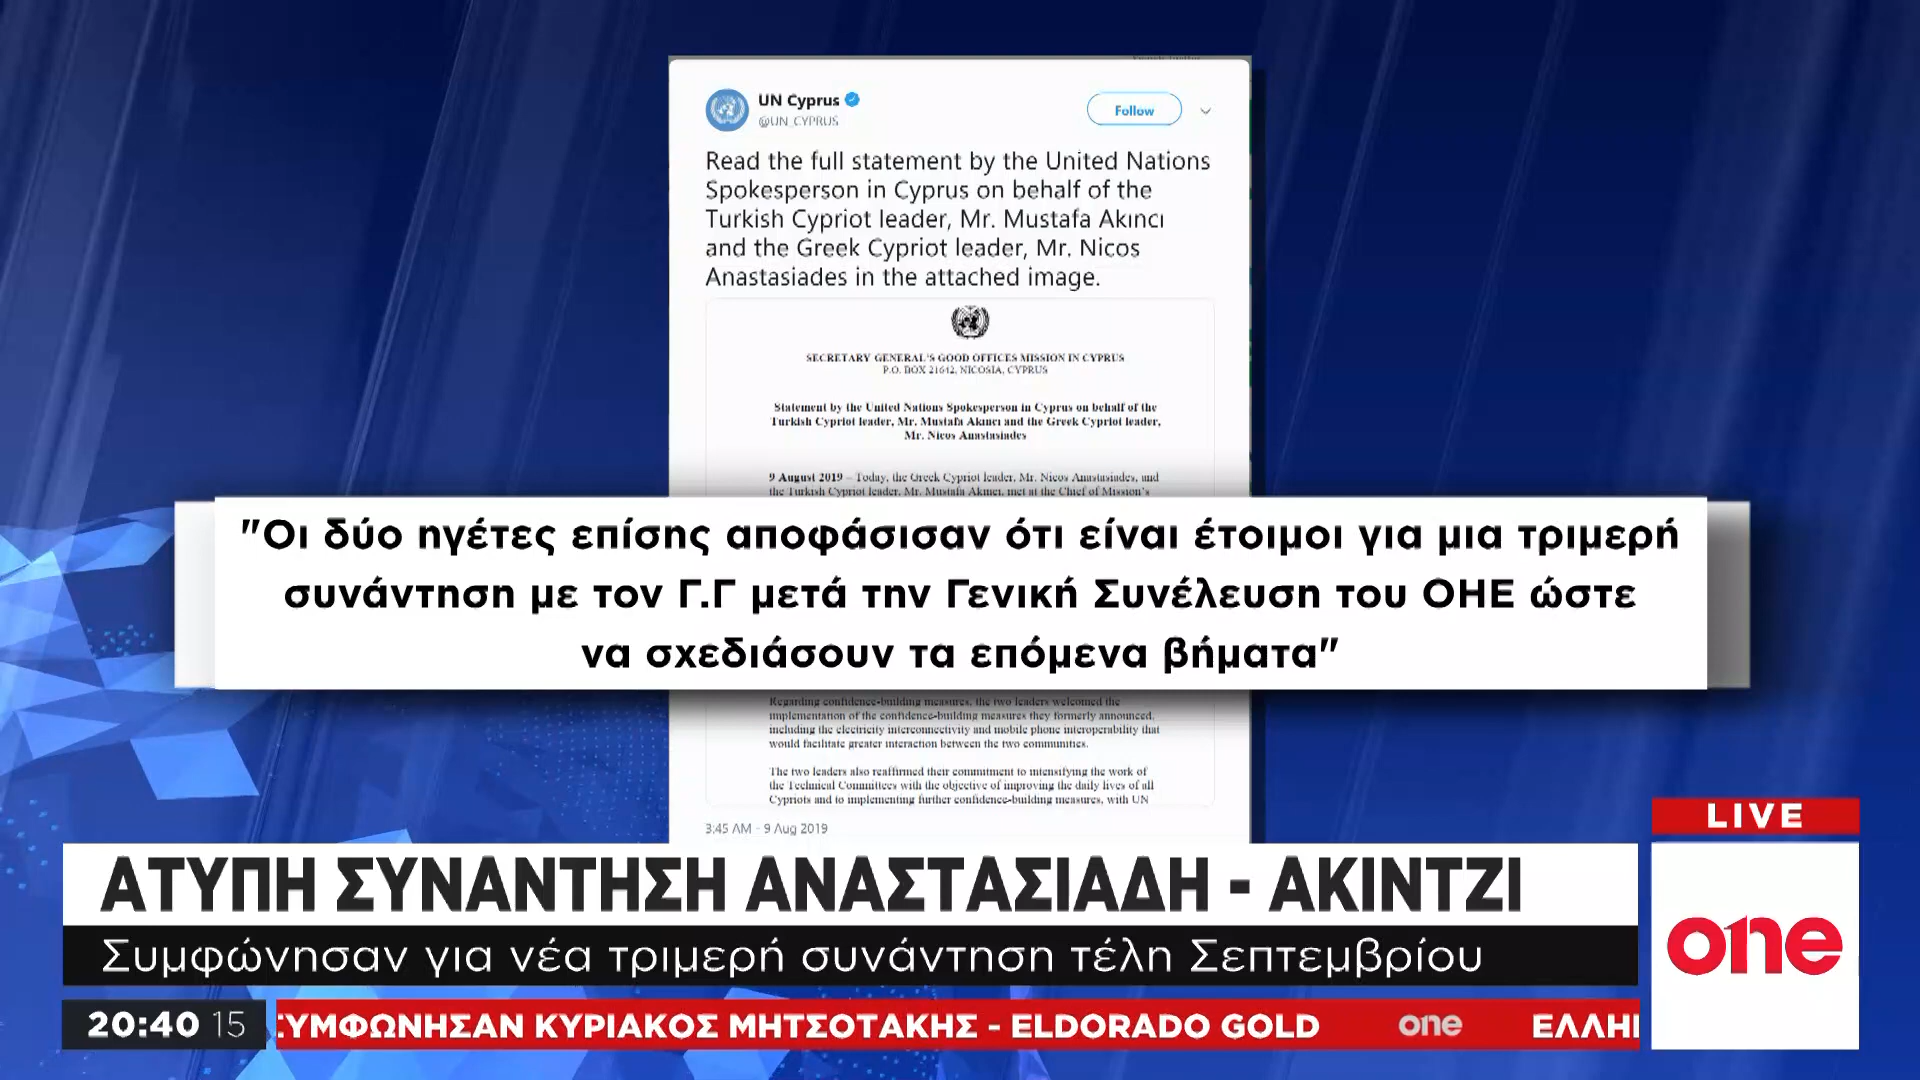 UN Cyprus
@UN_CYPRUS
Follow
Read the full statement by the United Nations
Spokesperson in Cyprus on behalf of the
Turkish Cypriot leader, Mr. Mustafa Akıncı
and the Greek Cypriot leader, Mr. Nicos
Anastasiades in the attached image.
SECRETARY GENERAL'S GOOD OFFICES MISSION IN CYPRUS
P.O. BOX 21642, NICOSIA, CYPRUS
Statement by the United Nations Spokesperson in Cyprus on behalf of the
Turkish Cypriot leader, Mr. Mustafa Akıncı and the Greek Cypriot leader,
Mr. Nicos Anastasiades
9 August 2019 – Today, the Greek Cypriot leader, Mr. Nicos Anastasiades, and
the Turkish Cypriot leader, Mr. Mustafa Akıncı, met at the Chief of Mission's
"Οι δύο ηγέτες επίσης αποφάσισαν ότι είναι έτοιμοι για μια τριμερή
συνάντηση με τον Γ.Γ μετά την Γενική Συνέλευση του ΟΗΕ ώστε
να σχεδιάσουν τα επόμενα βήματα"
Regarding confidence-building measures, the two leaders welcomed the
implementation of the confidence-building measures they formerly announced,
including the electricity interconnectivity and mobile phone interoperability that
would facilitate greater interaction between the two communities.
The two leaders also reaffirmed their commitment to intensifying the work of
the Technical Committees with the objective of improving the daily lives of all
Cypriots and to implementing further confidence-building measures, with UN
3:45 AM - 9 Aug 2019
LIVE
ΑΤΥΠΗ ΣΥΝΑΝΤΗΣΗ ΑΝΑΣΤΑΣΙΑΔΗ - ΑΚΙΝΤΖΙ
Συμφώνησαν για νέα τριμερή συνάντηση τέλη Σεπτεμβρίου
one
20:40 15
ΣΥΜΦΩΝΗΣΑΝ ΚΥΡΙΑΚΟΣ ΜΗΤΣΟΤΑΚΗΣ - ELDORADO GOLD one ΕΛΛΗ